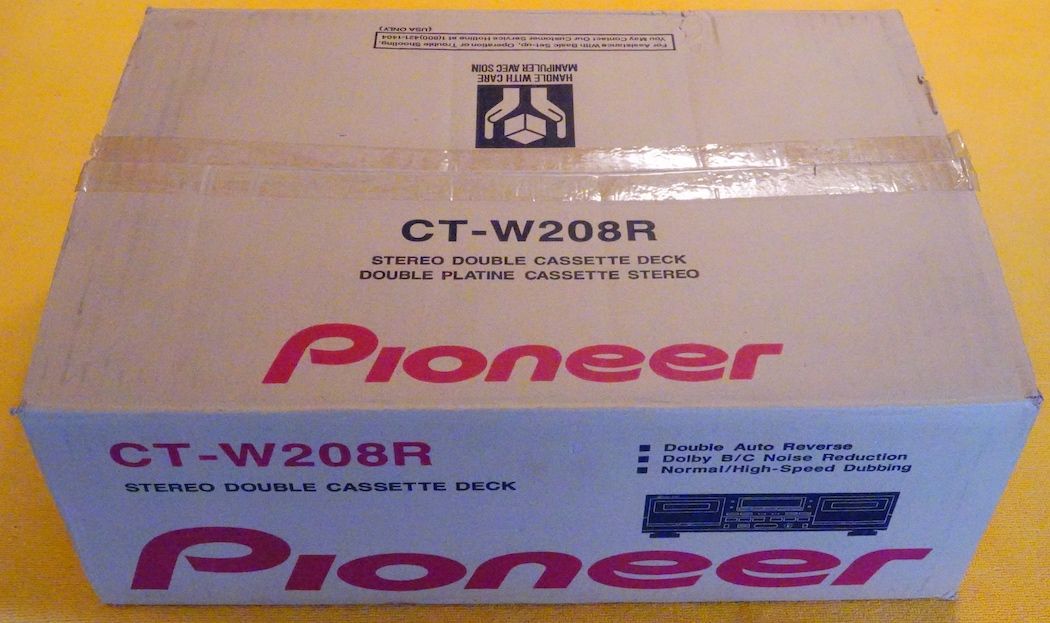 (USA ONLY)
For Assistance With Basic Set-up, Operation or Trouble Shooting,
You May Contact Our Customer Service Hotline at 1(800)421-1404
HANDLE WITH CARE
MANIPULER AVEC SOIN
CT-W208R
STEREO DOUBLE CASSETTE DECK
DOUBLE PLATINE CASSETTE STEREO
Pioneer
CT-W208R
STEREO DOUBLE CASSETTE DECK
Double Auto Reverse
Dolby B/C Noise Reduction
Normal/High-Speed Dubbing
Pioneer